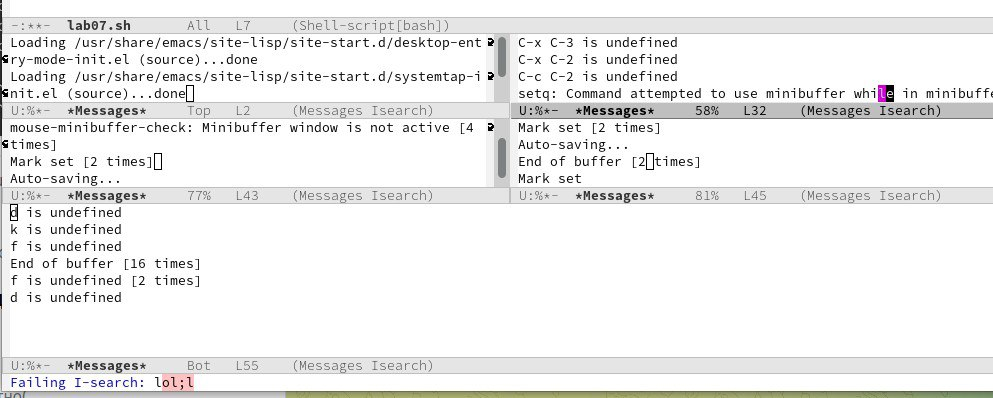 -:**-  lab07.sh      All   L7     (Shell-script[bash])
Loading /usr/share/emacs/site-lisp/site-start.d/desktop-ent
ry-mode-init.el (source)...done
Loading /usr/share/emacs/site-lisp/site-start.d/systemtap-i
nit.el (source)...done
U:%*-  *Messages*     Top   L2     (Messages Isearch)
C-x C-3 is undefined
C-x C-2 is undefined
C-c C-2 is undefined
setq: Command attempted to use minibuffer while in minibuffe
U:%*-  *Messages*     58%   L32    (Messages Isearch)
mouse-minibuffer-check: Minibuffer window is not active [4
times]
Mark set [2 times]
Auto-saving...
U:%*-  *Messages*     77%   L43    (Messages Isearch)
Mark set [2 times]
Auto-saving...
End of buffer [2 times]
Mark set
U:%*-  *Messages*     81%   L45    (Messages Isearch)
d is undefined
k is undefined
f is undefined
End of buffer [16 times]
f is undefined [2 times]
d is undefined
U:%*-  *Messages*     Bot   L55    (Messages Isearch)
Failing I-search: lol;l